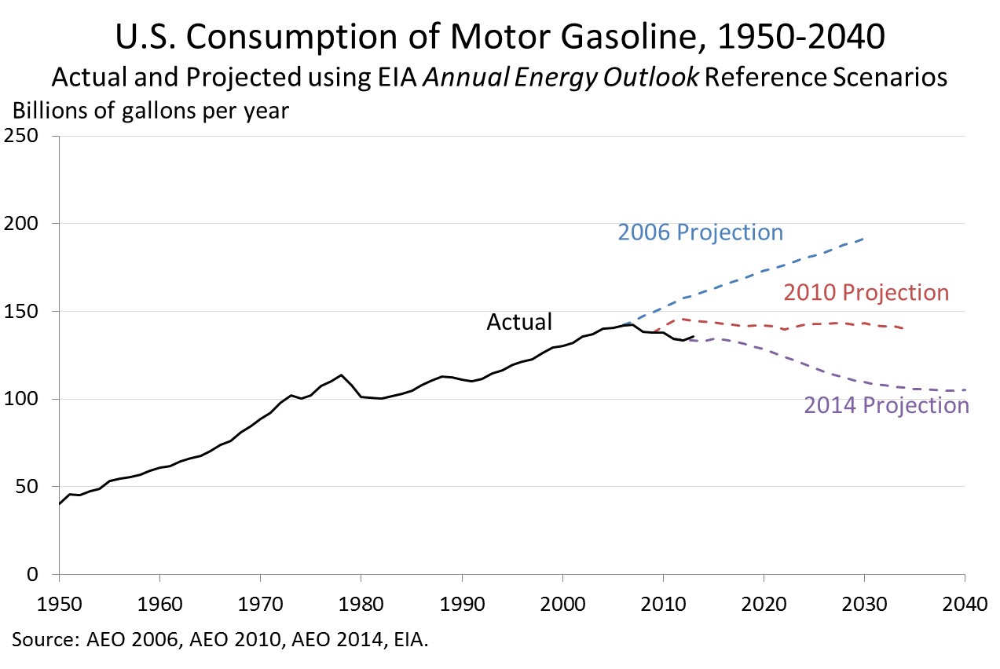 U.S. Consumption of Motor Gasoline, 1950-2040
Actual and Projected using EIA Annual Energy Outlook Reference Scenarios
Billions of gallons per year
250
200
2006 Projection
2010 Projection
150
Actual
100
2014 Projection
50
0
1950 1960 1970 1980 1990 2000 2010 2020 2030 2040
Source: AEO 2006, AEO 2010, AEO 2014, EIA.